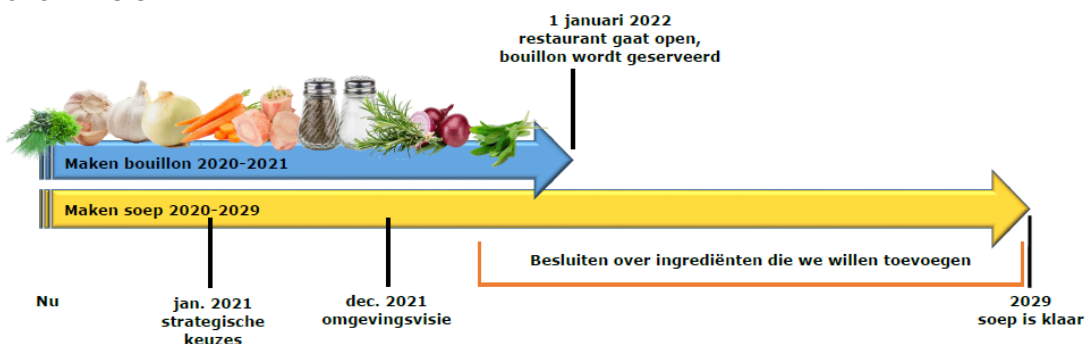 1 januari 2022
restaurant gaat open,
bouillon wordt geserveerd
Maken bouillon 2020-2021
Maken soep 2020-2029
Besluiten over ingrediënten die we willen toevoegen
Nu
jan. 2021
strategische
keuzes
dec. 2021
omgevingsvisie
2029
soep is klaar